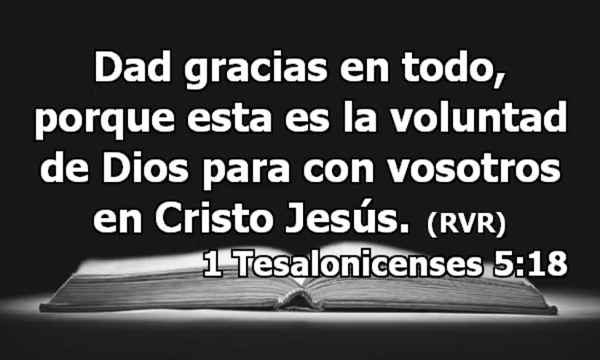 Dad gracias en todo,
porque esta es la voluntad
de Dios para con vosotros
en Cristo Jesús. (RVR)
1 Tesalonicenses 5:18